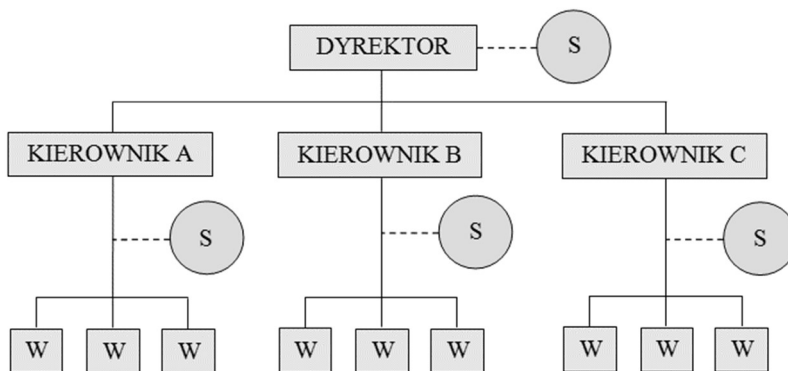 DYREKTOR
S
KIEROWNIK A
KIEROWNIK B
KIEROWNIK C
S
S
S
W W W W W W W W W